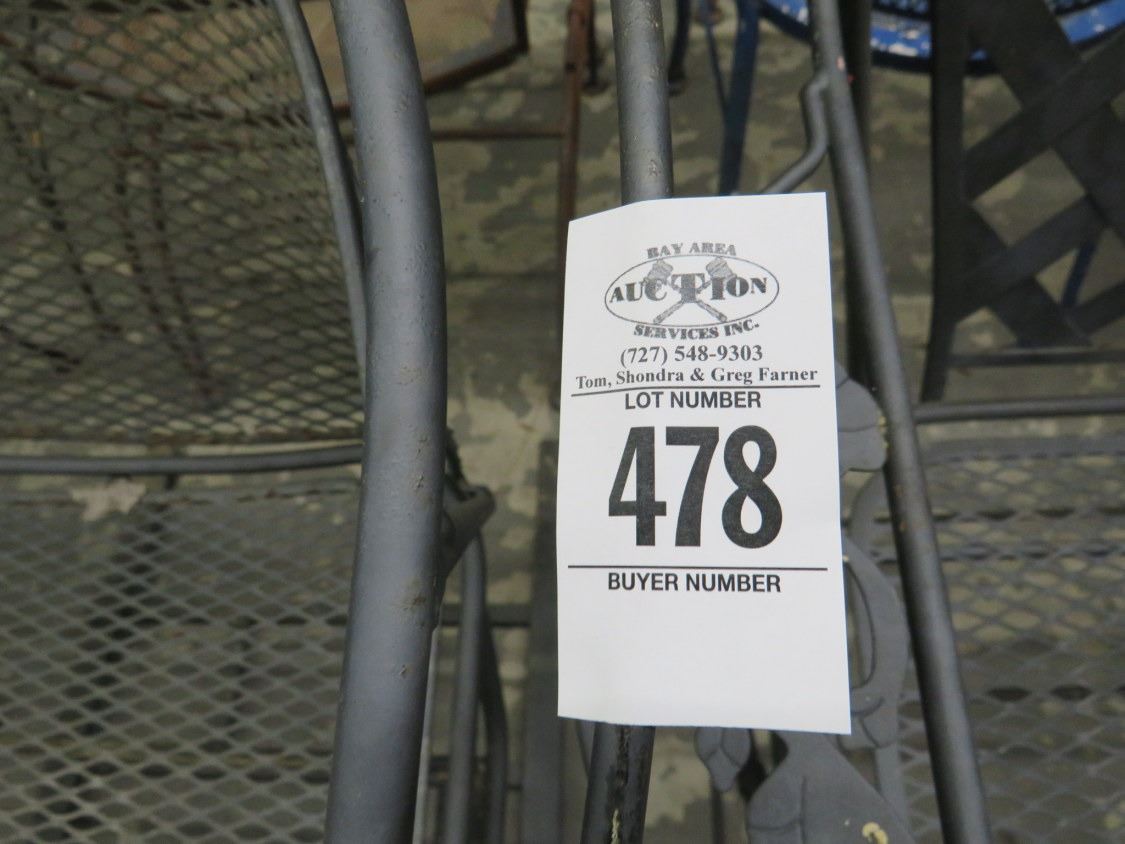 BAY AREA
AUCTION
SERVICES INC.
(727) 548-9303
Tom, Shondra & Greg Farner
LOT NUMBER
478
BUYER NUMBER